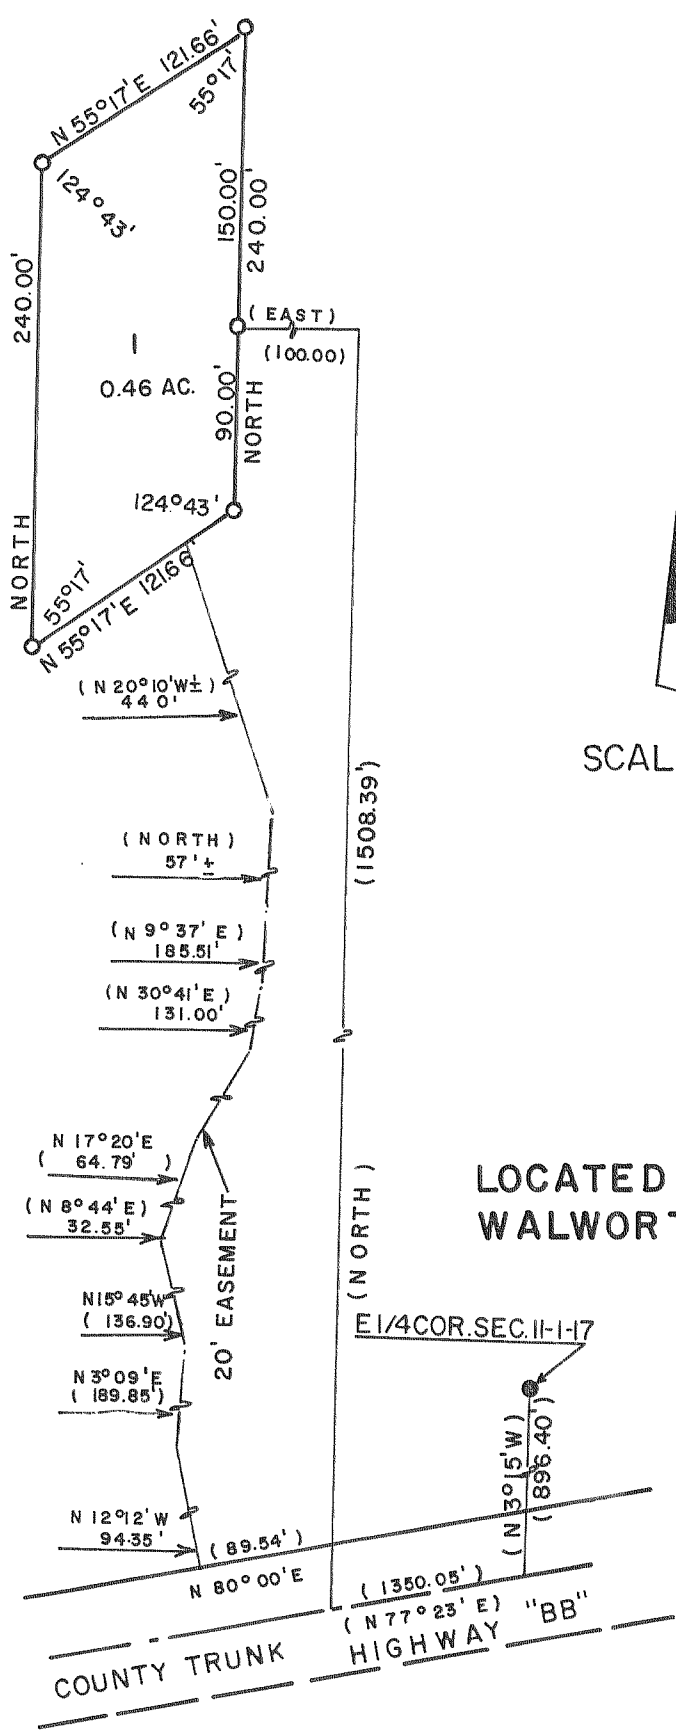 N 55°17'E 121.66'
55°17'
124°43'
240.00'
NORTH
150.00'
240.00'
( EAST )
(100.00)
1
0.46 AC.
90.00'
NORTH
124°43'
55°17'
N 55°17'E 121.66'
( N 20°10'W± )
440'
SCAL
(1508.39')
( NORTH )
57'±
( N 9°37' E )
185.51'
(N 30°41'E )
131.00'
N 17°20'E
( 64.79' )
(N 8°44'E )
32.55'
20' EASEMENT
(NORTH )
LOCATED
WALWORT
N15°45'W
( 136.90')
E1/4COR.SEC.11-1-17
N 3°09'E
( 189.85')
(N 3°15'W)
( 896.40')
N 12°12'W
94.35'
( 89.54' )
N 80°00'E
( 1350.05' )
( N 77°23' E )
COUNTY TRUNK HIGHWAY "BB"